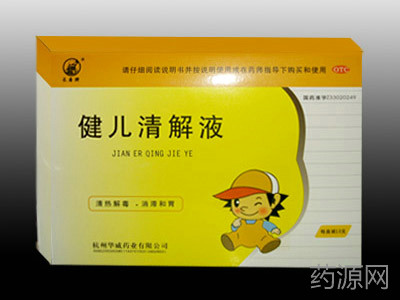 请仔细阅读说明书并按说明使用或在药师指导下购买和使用
OTC
健儿清解液
JIAN ER QING JIE YE
清热解毒·消滞和胃
杭州华威药业有限公司
药源网